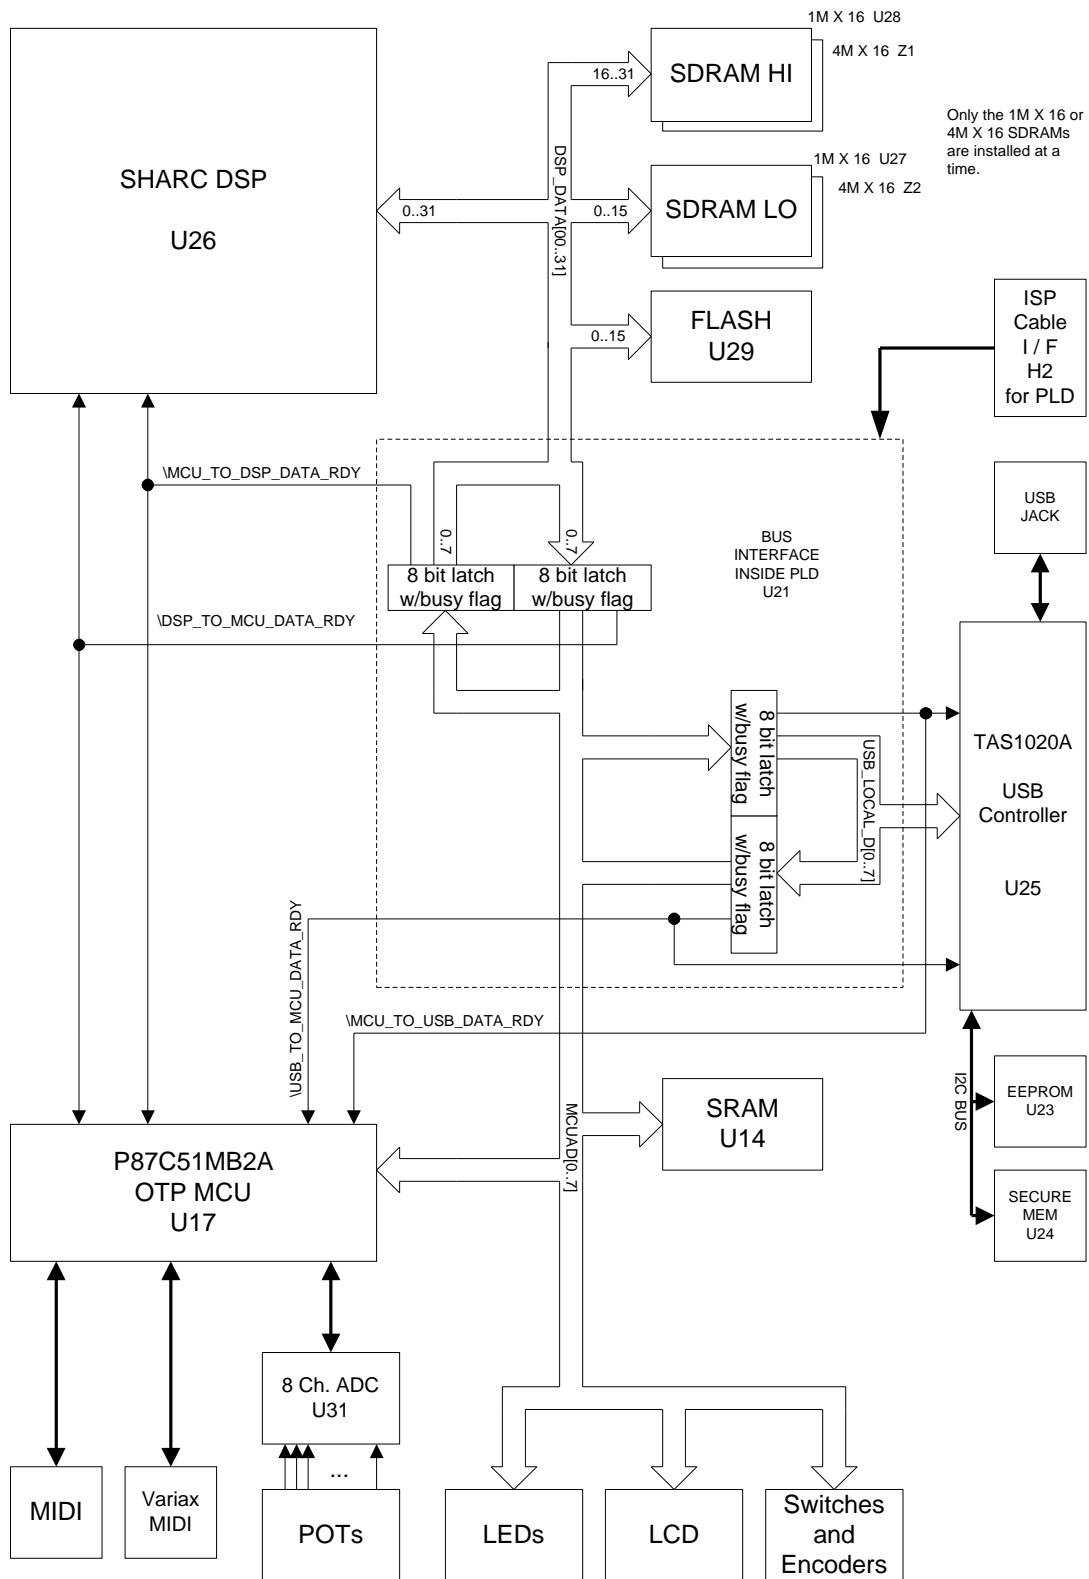 1M X 16  U28
4M X 16  Z1
SDRAM HI
16..31
Only the 1M X 16 or
4M X 16 SDRAMs
are installed at a
time.
SHARC DSP
U26
0..31
DSP_DATA[00..31]
1M X 16  U27
4M X 16  Z2
SDRAM LO
0..15
FLASH
U29
0..15
ISP
Cable
I / F
H2
for PLD
\MCU_TO_DSP_DATA_RDY
0..7
0..7
8 bit latch
w/busy flag
8 bit latch
w/busy flag
BUS
INTERFACE
INSIDE PLD
U21
USB
JACK
\DSP_TO_MCU_DATA_RDY
8 bit latch
w/busy flag
8 bit latch
w/busy flag
USB_LOCAL_D[0..7]
TAS1020A
USB
Controller
U25
\USB_TO_MCU_DATA_RDY
\MCU_TO_USB_DATA_RDY
I2C BUS
EEPROM
U23
SECURE
MEM
U24
MCUAD[0..7]
SRAM
U14
P87C51MB2A
OTP MCU
U17
8 Ch. ADC
U31
...
MIDI
Variax
MIDI
POTs
LEDs
LCD
Switches
and
Encoders